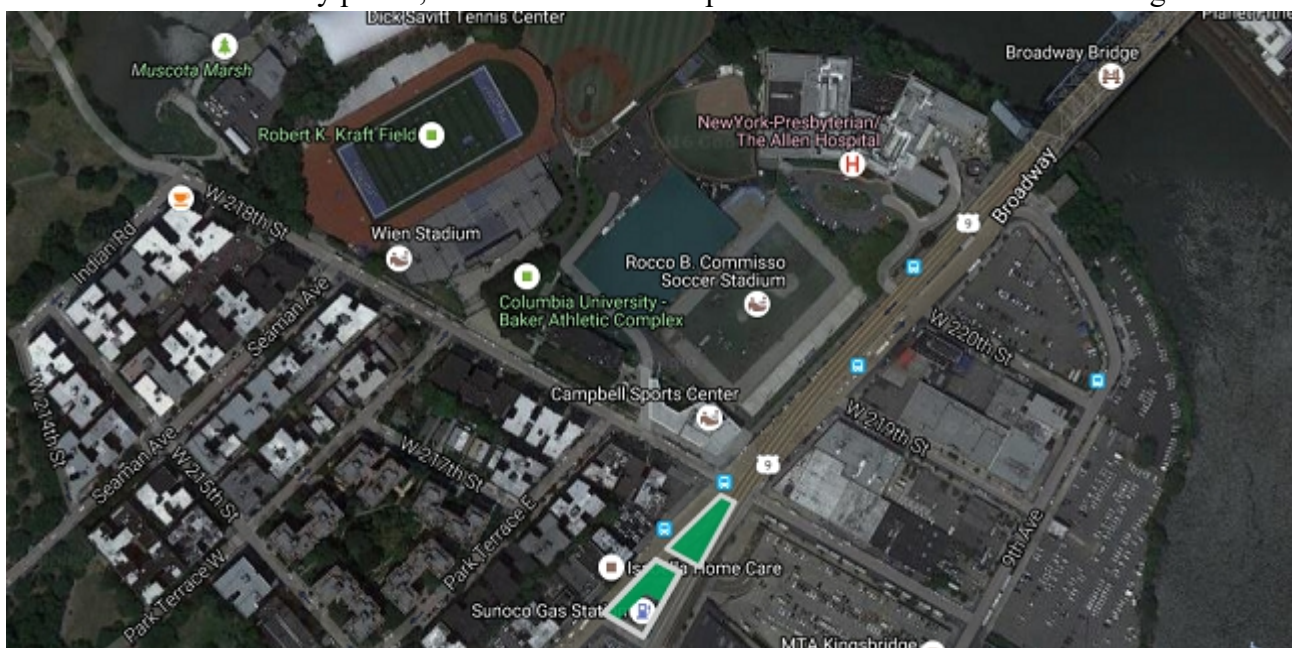 Dick Savitt Tennis Center
Planet Fitne
Broadway Bridge
Muscota Marsh
Robert K. Kraft Field
NewYork-Presbyterian/
The Allen Hospital
H
Broadway
9
W 218th St
Indian Rd
Wien Stadium
Rocco B. Commisso
Soccer Stadium
Columbia University -
Baker Athletic Complex
Seaman Ave
W 220th St
Campbell Sports Center
W 219th St
W 214th St
Seaman Ave
W 215th St
W 217th St
9
Park Terrace E
9th Ave
Home Care
Park Terrace W
Sunoco Gas Stati
MTA Kingsbridge